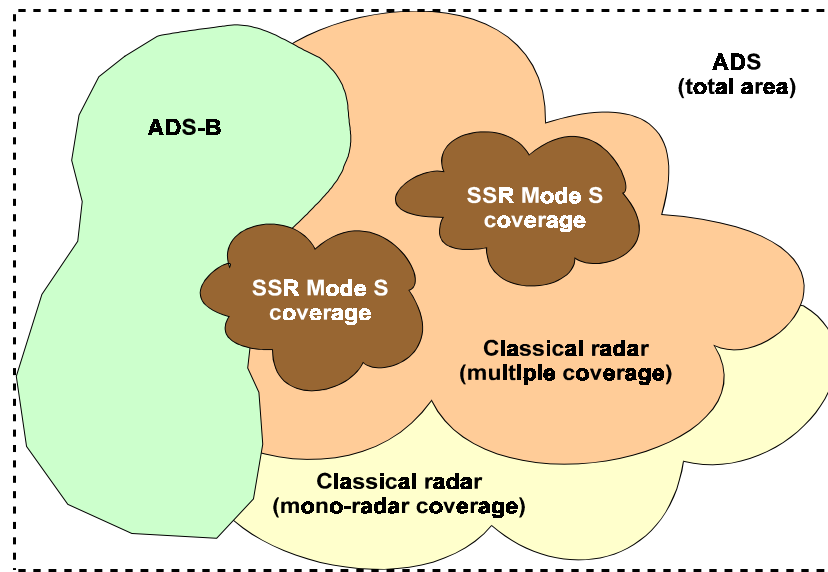 ADS
(total area)
ADS-B
SSR Mode S
coverage
SSR Mode S
coverage
Classical radar
(multiple coverage)
Classical radar
(mono-radar coverage)